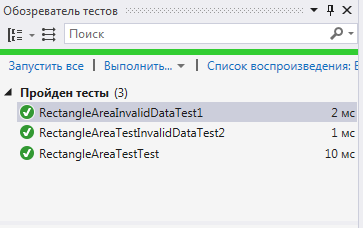 Обозреватель тестов
Поиск
Запустить все | Выполнить... | Список воспроизведения:
Пройден тесты (3)
RectangleAreaInvalidDataTest1 2 мс
RectangleAreaTestInvalidDataTest2 1 мс
RectangleAreaTestTest 10 мс